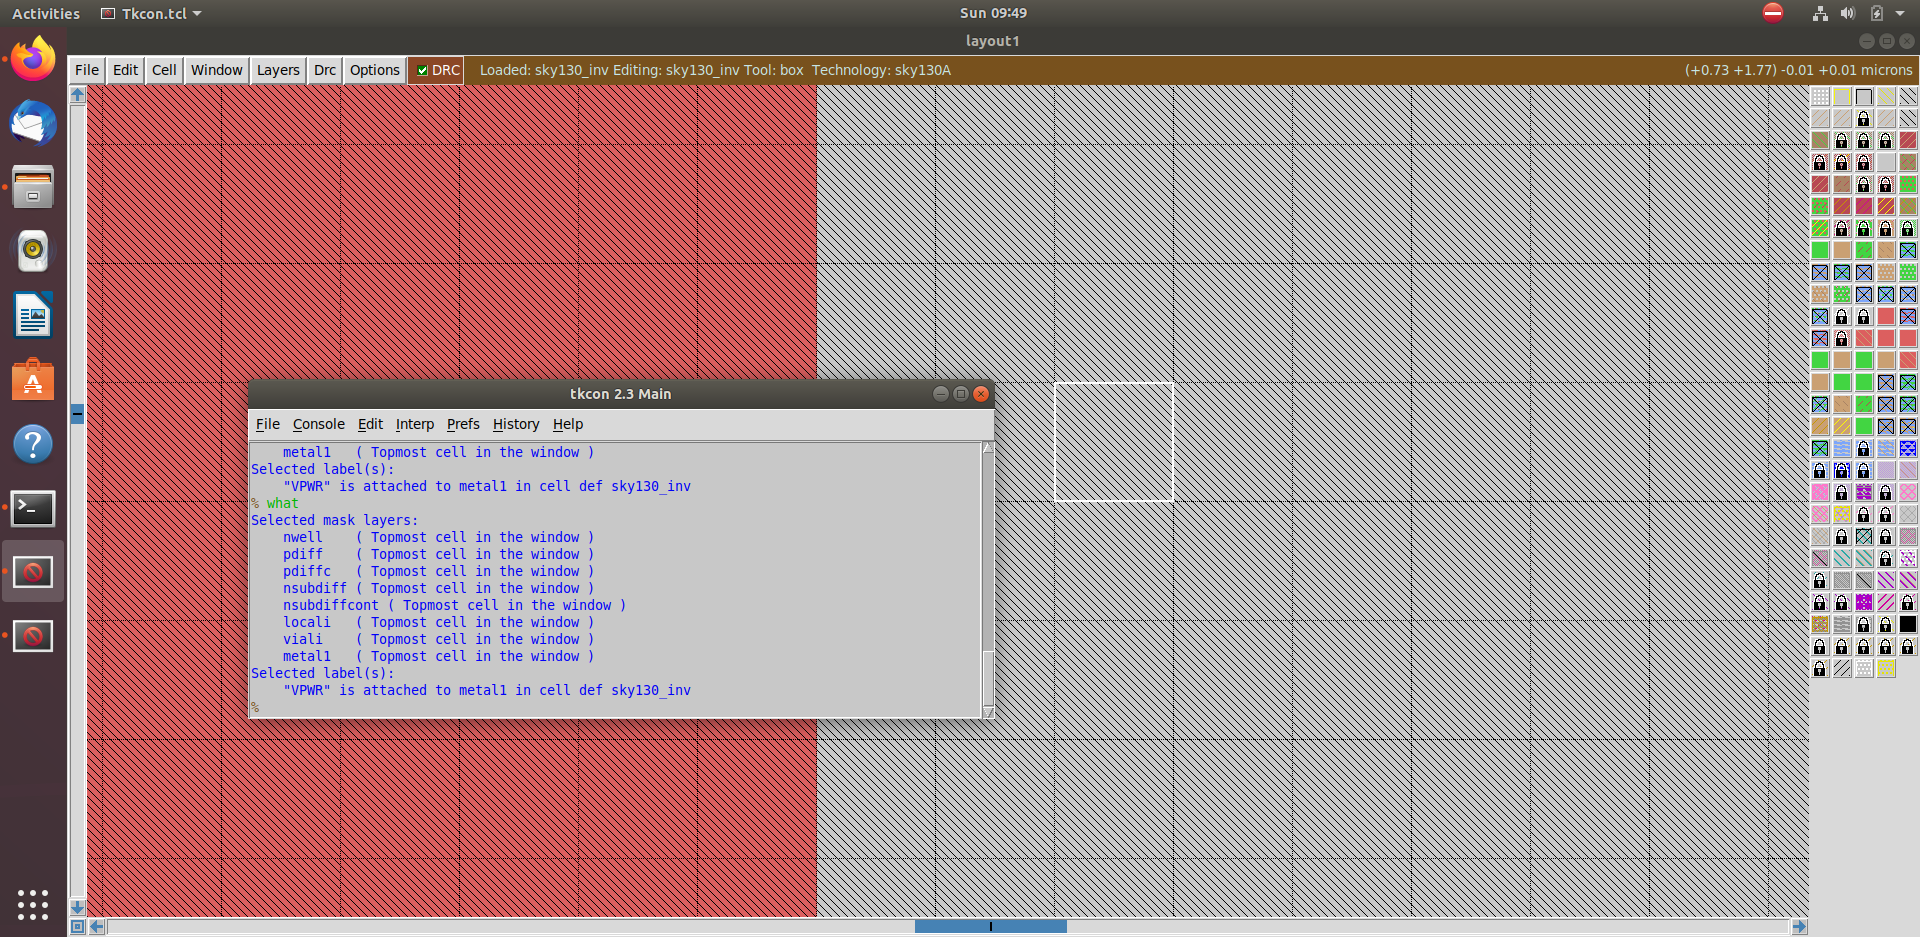 Activities Tkcon.tcl Sun 09:49
layout1
File Edit Cell Window Layers Drc Options DRC Loaded: sky130_inv Editing: sky130_inv Tool: box Technology: sky130A (+0.73 +1.77) -0.01 +0.01 microns
tkcon 2.3 Main
File Console Edit Interp Prefs History Help
metal1 ( Topmost cell in the window )
Selected label(s):
"VPWR" is attached to metal1 in cell def sky130_inv
% what
Selected mask layers:
nwell ( Topmost cell in the window )
pdiff ( Topmost cell in the window )
pdiffc ( Topmost cell in the window )
nsubdiff ( Topmost cell in the window )
nsubdiffcont ( Topmost cell in the window )
locali ( Topmost cell in the window )
viali ( Topmost cell in the window )
metal1 ( Topmost cell in the window )
Selected label(s):
"VPWR" is attached to metal1 in cell def sky130_inv
%